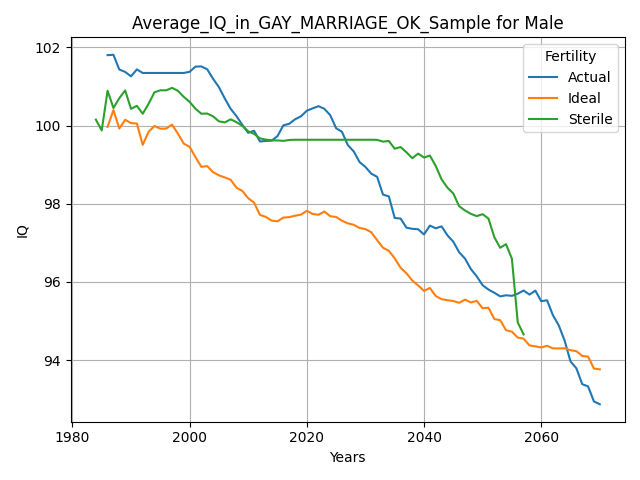 Average_IQ_in_GAY_MARRIAGE_OK_Sample for Male
Fertility
Actual
Ideal
Sterile
IQ
102
100
98
96
94
1980
2000
2020
2040
2060
Years